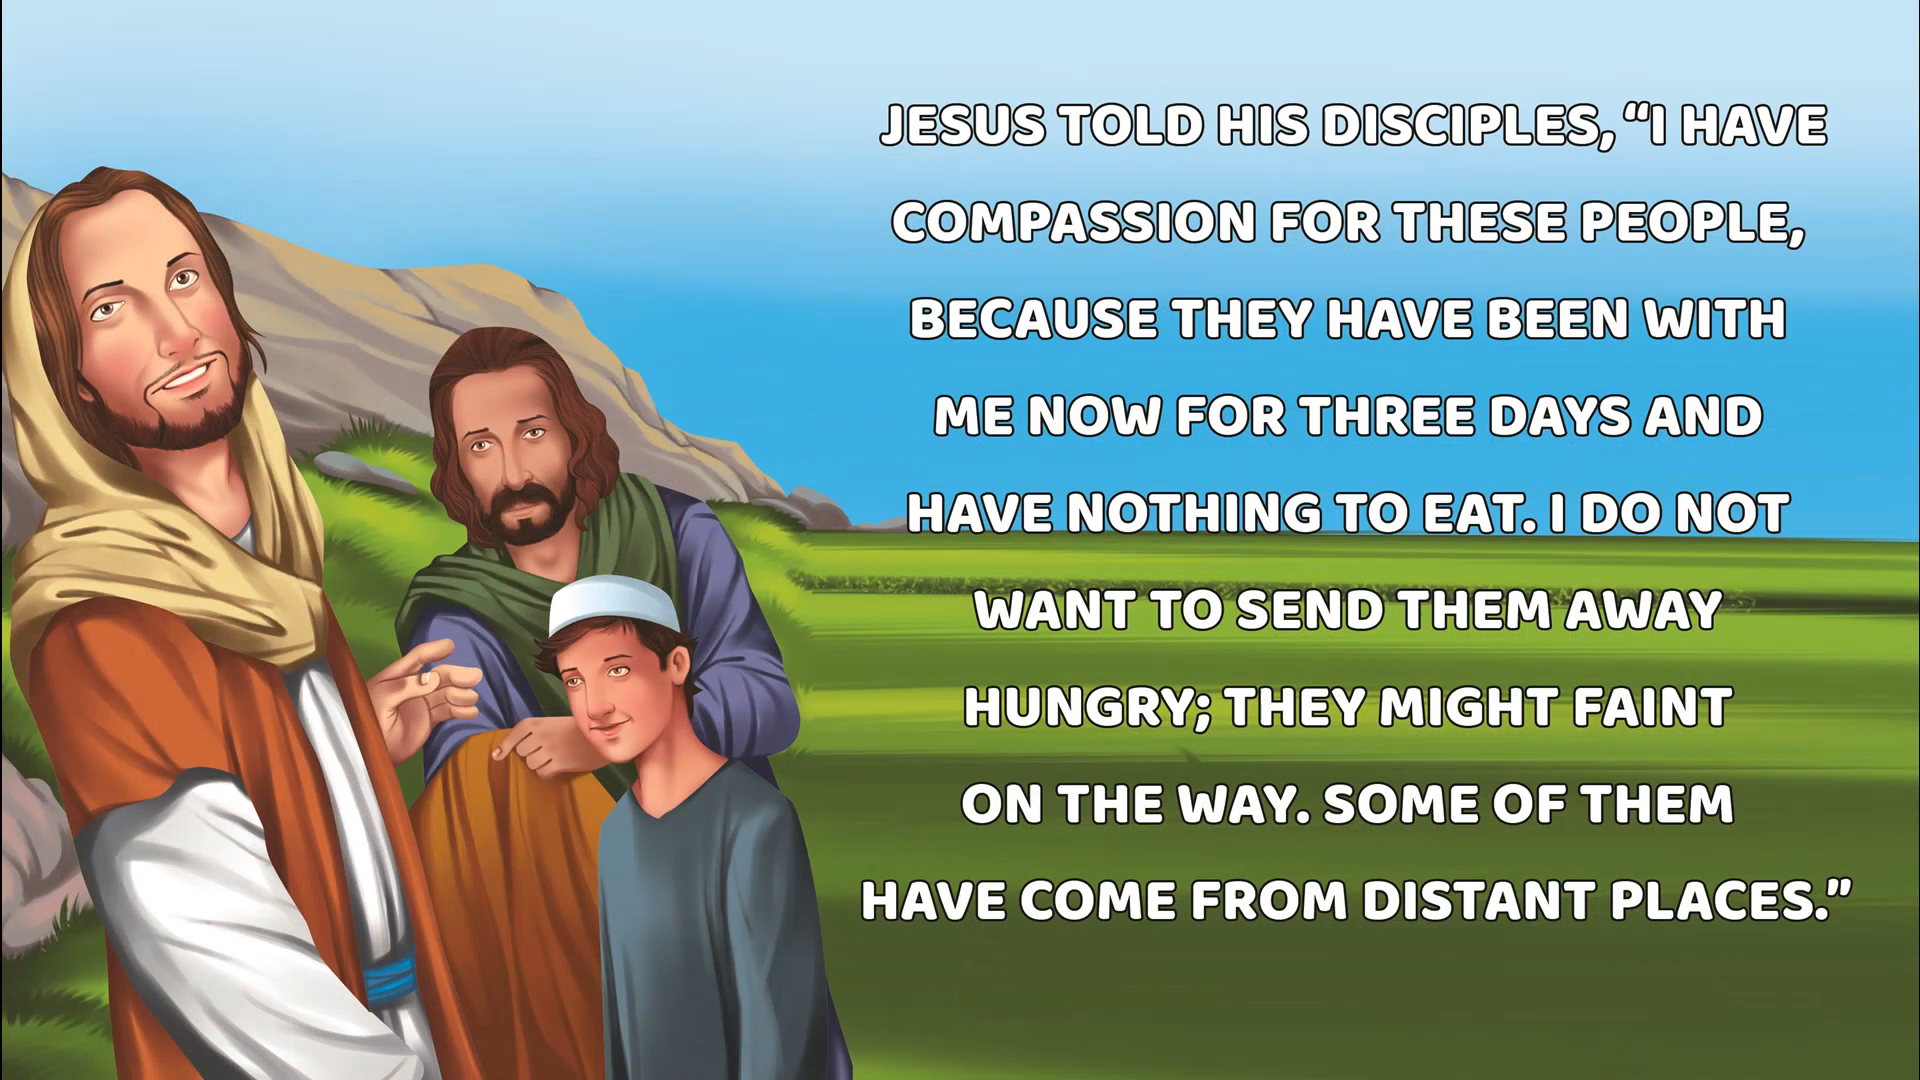 JESUS TOLD HIS DISCIPLES, “I HAVE
COMPASSION FOR THESE PEOPLE,
BECAUSE THEY HAVE BEEN WITH
ME NOW FOR THREE DAYS AND
HAVE NOTHING TO EAT. I DO NOT
WANT TO SEND THEM AWAY
HUNGRY; THEY MIGHT FAINT
ON THE WAY. SOME OF THEM
HAVE COME FROM DISTANT PLACES.”